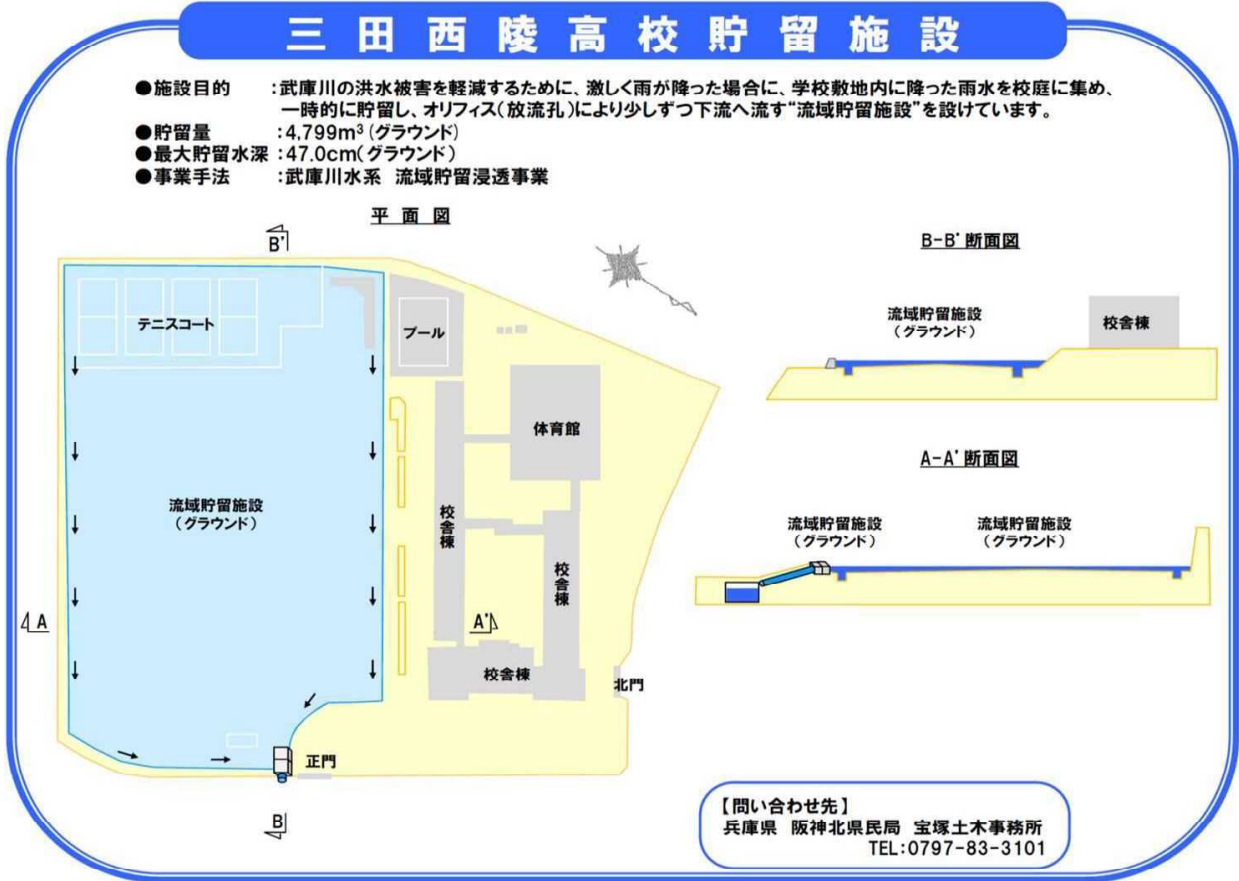 三田西陵高校貯留施設
●施設目的 :武庫川の洪水被害を軽減するために、激しく雨が降った場合に、学校敷地内に降った雨水を校庭に集め、
一時的に貯留し、オリフィス(放流孔)により少しずつ下流へ流す“流域貯留施設”を設けています。
●貯留量 :4,799m³(グラウンド)
●最大貯留水深 :47.0cm(グラウンド)
●事業手法 :武庫川水系 流域貯留浸透事業
平面図
B'
テニスコート
プール
体育館
流域貯留施設
(グラウンド)
校舎棟
校舎棟
A
A'
校舎棟
北門
正門
B
B-B'断面図
流域貯留施設
(グラウンド)
校舎棟
A-A'断面図
流域貯留施設
(グラウンド)
流域貯留施設
(グラウンド)
【問い合わせ先】
兵庫県 阪神北県民局 宝塚土木事務所
TEL:0797-83-3101